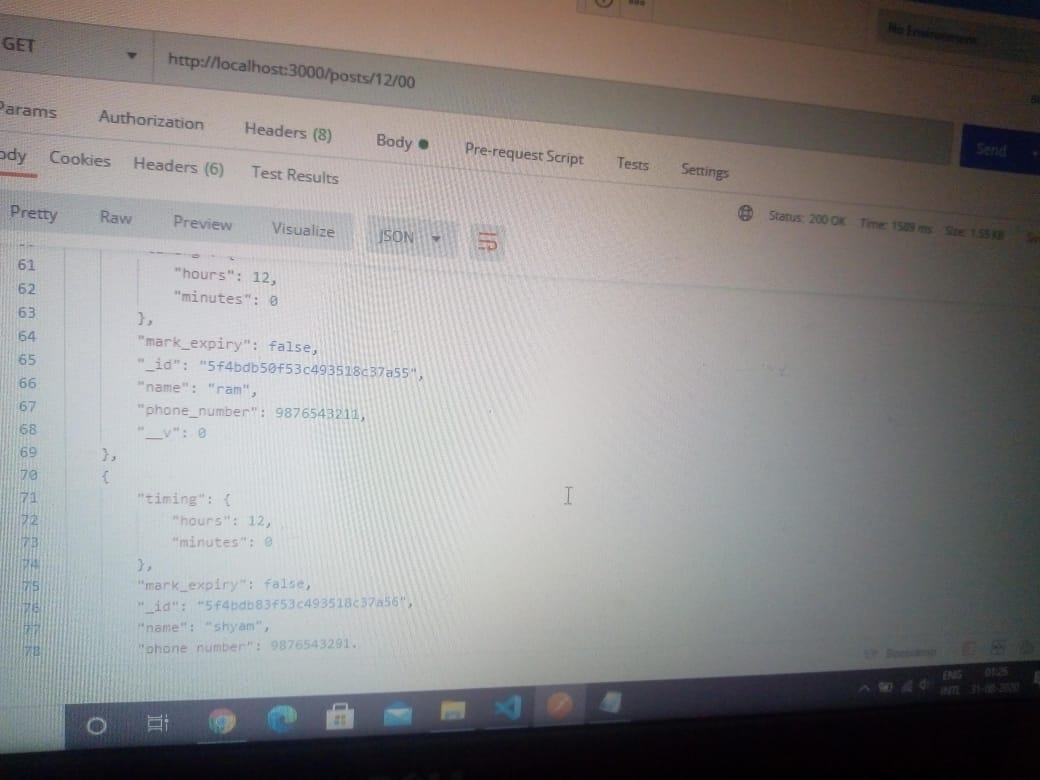 No Environment
GET
http://localhost:3000/posts/12/00
Send
Params Authorization Headers (8) Body Pre-request Script Tests Settings
ody Cookies Headers (6) Test Results
Status: 200 OK Time: 1589 ms Size: 1.55 KB
Pretty Raw Preview Visualize JSON
61 "hours": 12,
62 "minutes": 0
63 },
64 "mark_expiry": false,
65 "_id": "5f4bdb50f53c493518c37a55",
66 "name": "ram",
67 "phone_number": 9876543211,
68 "__v": 0
69 },
70 {
71 "timing": {
72 "hours": 12,
73 "minutes": 0
74 },
75 "mark_expiry": false,
76 "_id": "5f4bdb83f53c493518c37a56",
77 "name": "shyam",
78 "phone number": 9876543291.
Bootcamp
ENG 01:26
INTL 31-08-2020